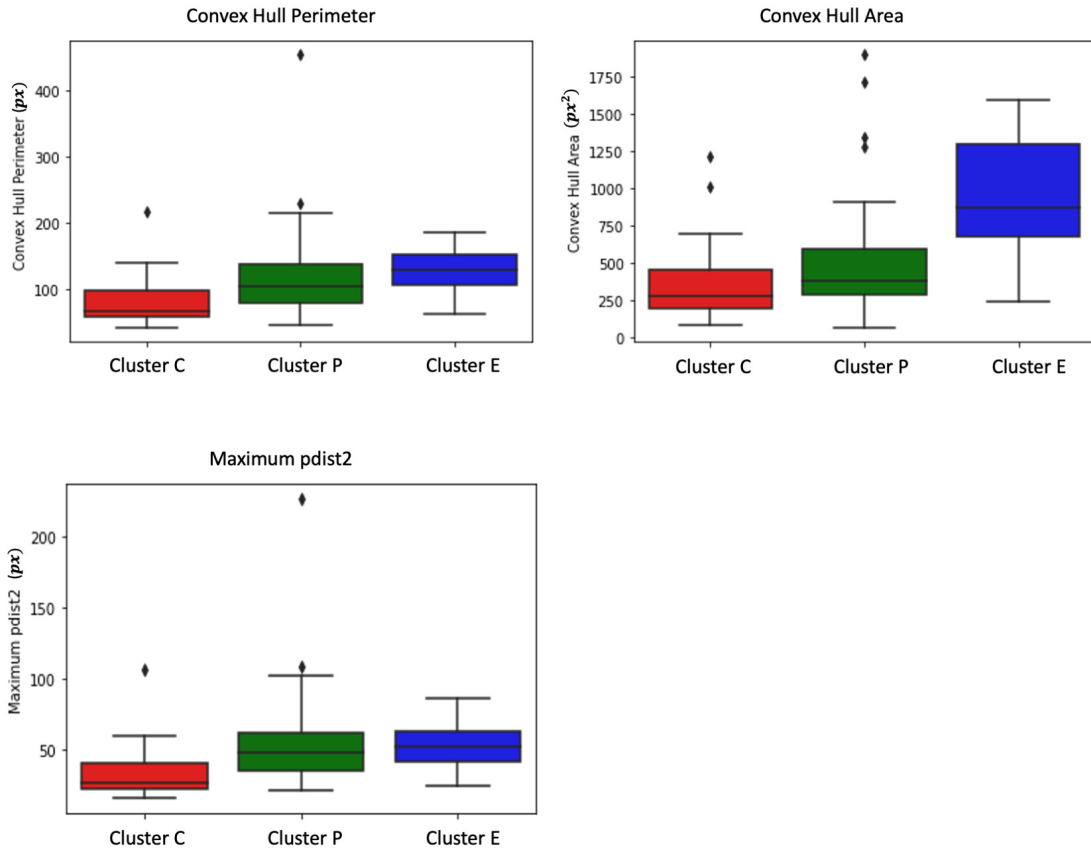 Convex Hull Perimeter
Convex Hull Perimeter (px)
400
300
200
100
Cluster C Cluster P Cluster E
Convex Hull Area
Convex Hull Area (px²)
1750
1500
1250
1000
750
500
250
0
Cluster C Cluster P Cluster E
Maximum pdist2
Maximum pdist2 (px)
200
150
100
50
Cluster C Cluster P Cluster E